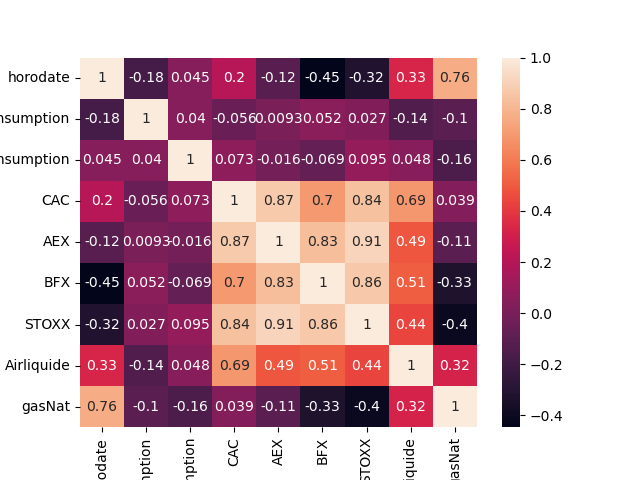 horodate 1 -0.18 0.045 0.2 -0.12 -0.45 -0.32 0.33 0.76
nsumption -0.18 1 0.04 -0.056 0.0093 0.052 0.027 -0.14 -0.1
nsumption 0.045 0.04 1 0.073 -0.016 -0.069 0.095 0.048 -0.16
CAC 0.2 -0.056 0.073 1 0.87 0.7 0.84 0.69 0.039
AEX -0.12 0.0093 -0.016 0.87 1 0.83 0.91 0.49 -0.11
BFX -0.45 0.052 -0.069 0.7 0.83 1 0.86 0.51 -0.33
STOXX -0.32 0.027 0.095 0.84 0.91 0.86 1 0.44 -0.4
Airliquide 0.33 -0.14 0.048 0.69 0.49 0.51 0.44 1 0.32
gasNat 0.76 -0.1 -0.16 0.039 -0.11 -0.33 -0.4 0.32 1
odate
mption
mption
CAC
AEX
BFX
STOXX
iquide
gasNat
1.0
0.8
0.6
0.4
0.2
0.0
−0.2
−0.4